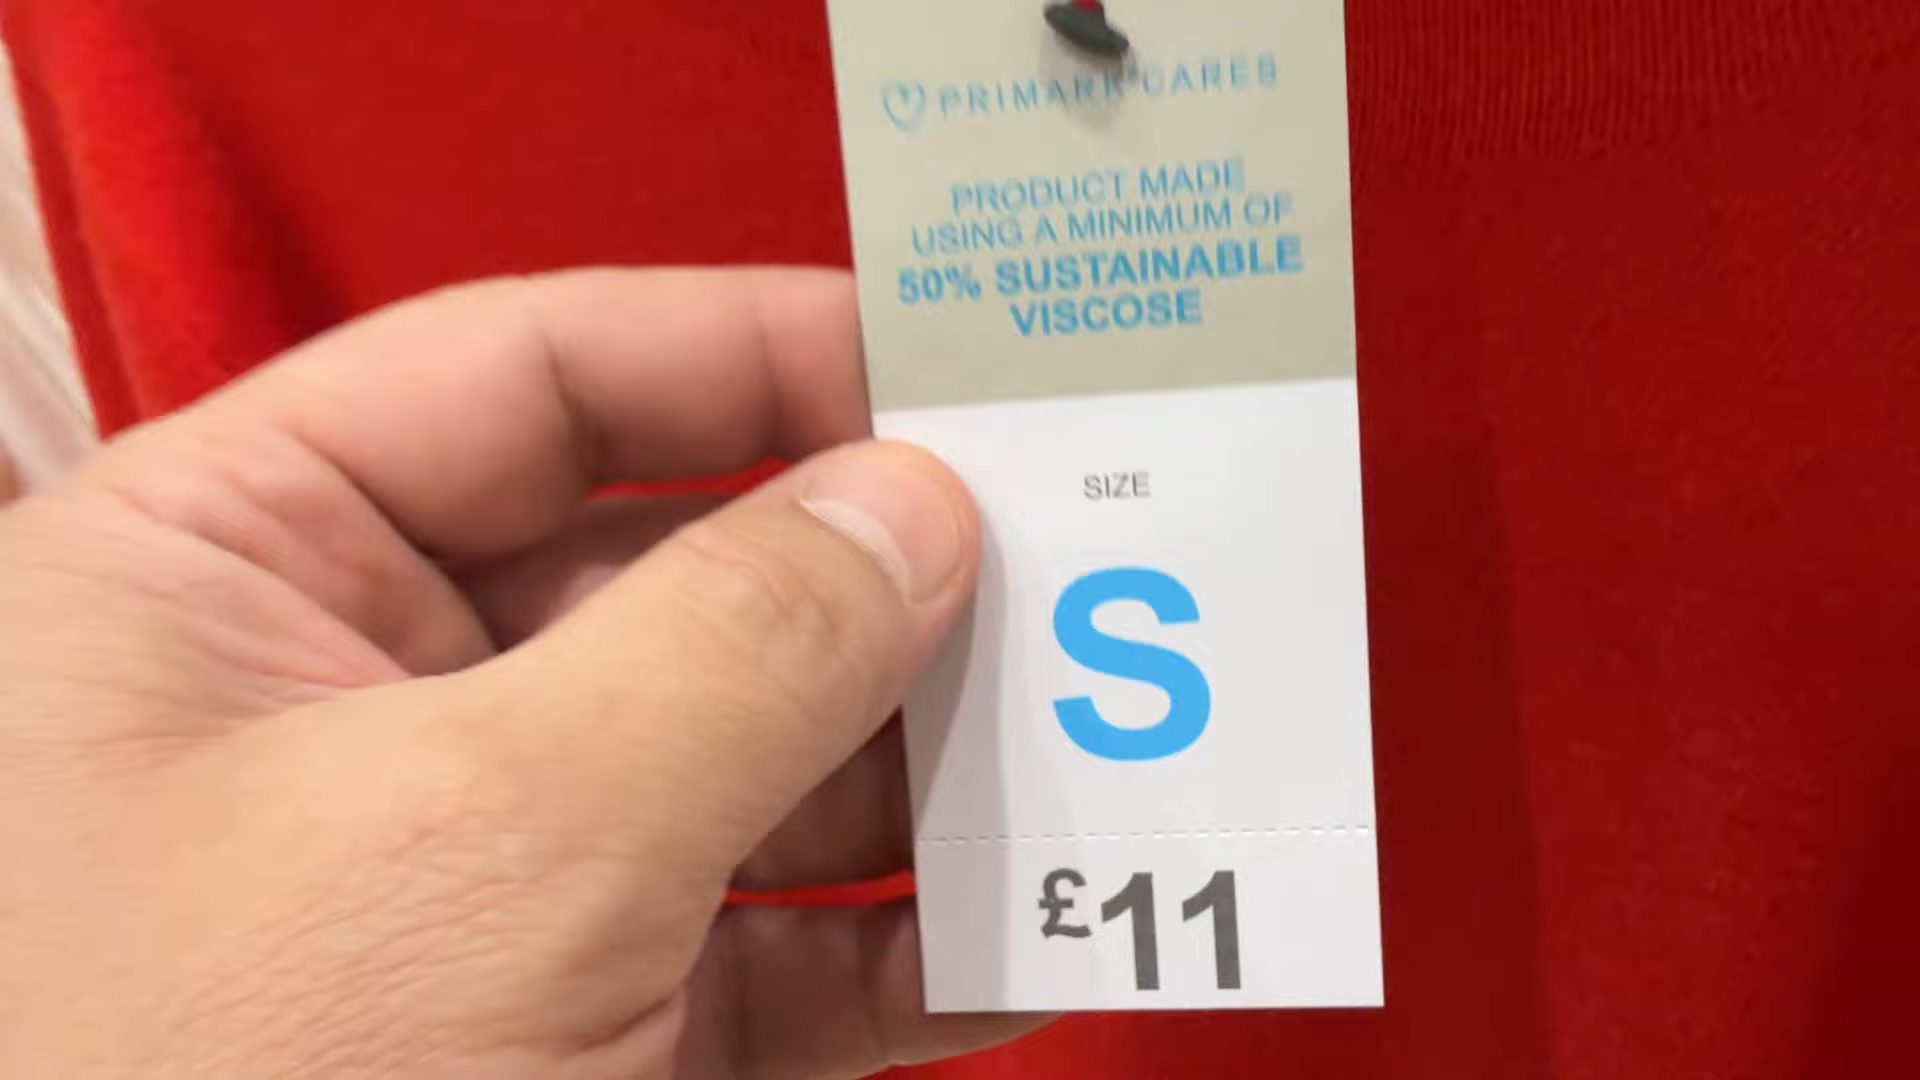 PRIMARK CARES
PRODUCT MADE
USING A MINIMUM OF
50% SUSTAINABLE
VISCOSE
SIZE
S
£11